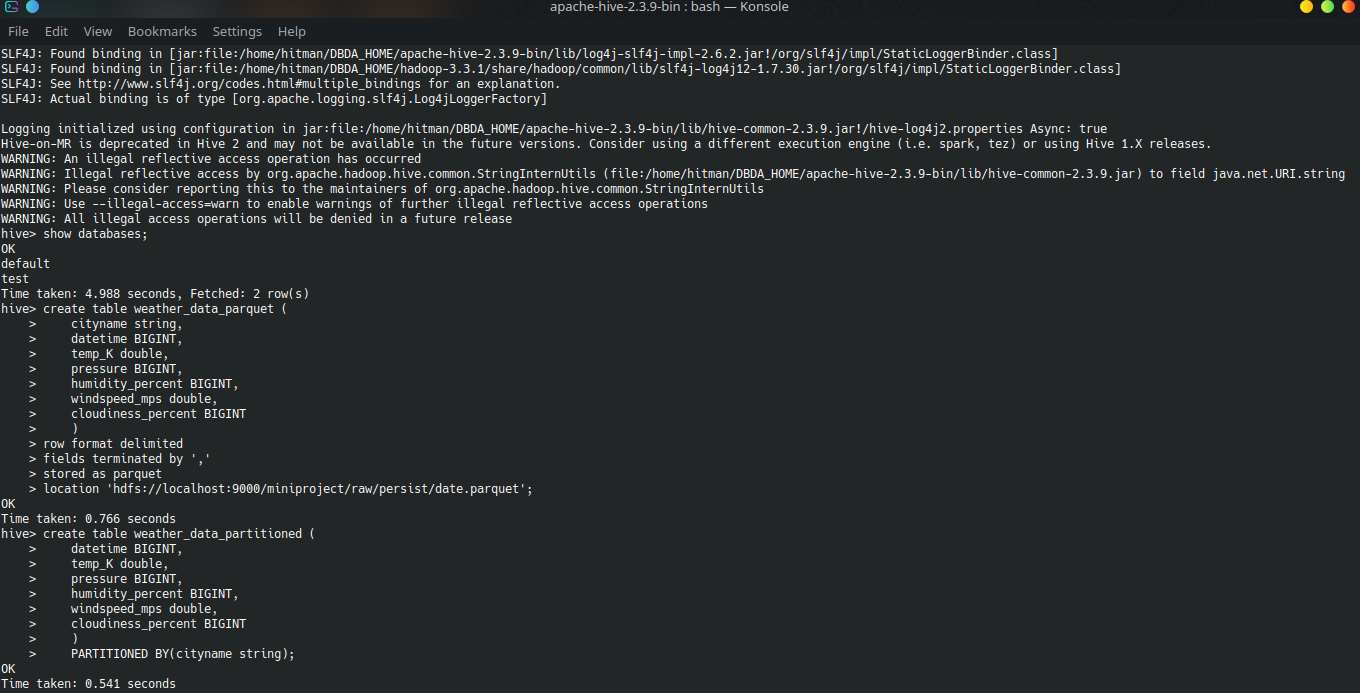 apache-hive-2.3.9-bin : bash — Konsole
File Edit View Bookmarks Settings Help
SLF4J: Found binding in [jar:file:/home/hitman/DBDA_HOME/apache-hive-2.3.9-bin/lib/log4j-slf4j-impl-2.6.2.jar!/org/slf4j/impl/StaticLoggerBinder.class]
SLF4J: Found binding in [jar:file:/home/hitman/DBDA_HOME/hadoop-3.3.1/share/hadoop/common/lib/slf4j-log4j12-1.7.30.jar!/org/slf4j/impl/StaticLoggerBinder.class]
SLF4J: See http://www.slf4j.org/codes.html#multiple_bindings for an explanation.
SLF4J: Actual binding is of type [org.apache.logging.slf4j.Log4jLoggerFactory]

Logging initialized using configuration in jar:file:/home/hitman/DBDA_HOME/apache-hive-2.3.9-bin/lib/hive-common-2.3.9.jar!/hive-log4j2.properties Async: true
Hive-on-MR is deprecated in Hive 2 and may not be available in the future versions. Consider using a different execution engine (i.e. spark, tez) or using Hive 1.X releases.
WARNING: An illegal reflective access operation has occurred
WARNING: Illegal reflective access by org.apache.hadoop.hive.common.StringInternUtils (file:/home/hitman/DBDA_HOME/apache-hive-2.3.9-bin/lib/hive-common-2.3.9.jar) to field java.net.URI.string
WARNING: Please consider reporting this to the maintainers of org.apache.hadoop.hive.common.StringInternUtils
WARNING: Use --illegal-access=warn to enable warnings of further illegal reflective access operations
WARNING: All illegal access operations will be denied in a future release
hive> show databases;
OK
default
test
Time taken: 4.988 seconds, Fetched: 2 row(s)
hive> create table weather_data_parquet (
    >     cityname string,
    >     datetime BIGINT,
    >     temp_K double,
    >     pressure BIGINT,
    >     humidity_percent BIGINT,
    >     windspeed_mps double,
    >     cloudiness_percent BIGINT
    >     )
    > row format delimited
    > fields terminated by ','
    > stored as parquet
    > location 'hdfs://localhost:9000/miniproject/raw/persist/date.parquet';
OK
Time taken: 0.766 seconds
hive> create table weather_data_partitioned (
    >     datetime BIGINT,
    >     temp_K double,
    >     pressure BIGINT,
    >     humidity_percent BIGINT,
    >     windspeed_mps double,
    >     cloudiness_percent BIGINT
    >     )
    >     PARTITIONED BY(cityname string);
OK
Time taken: 0.541 seconds